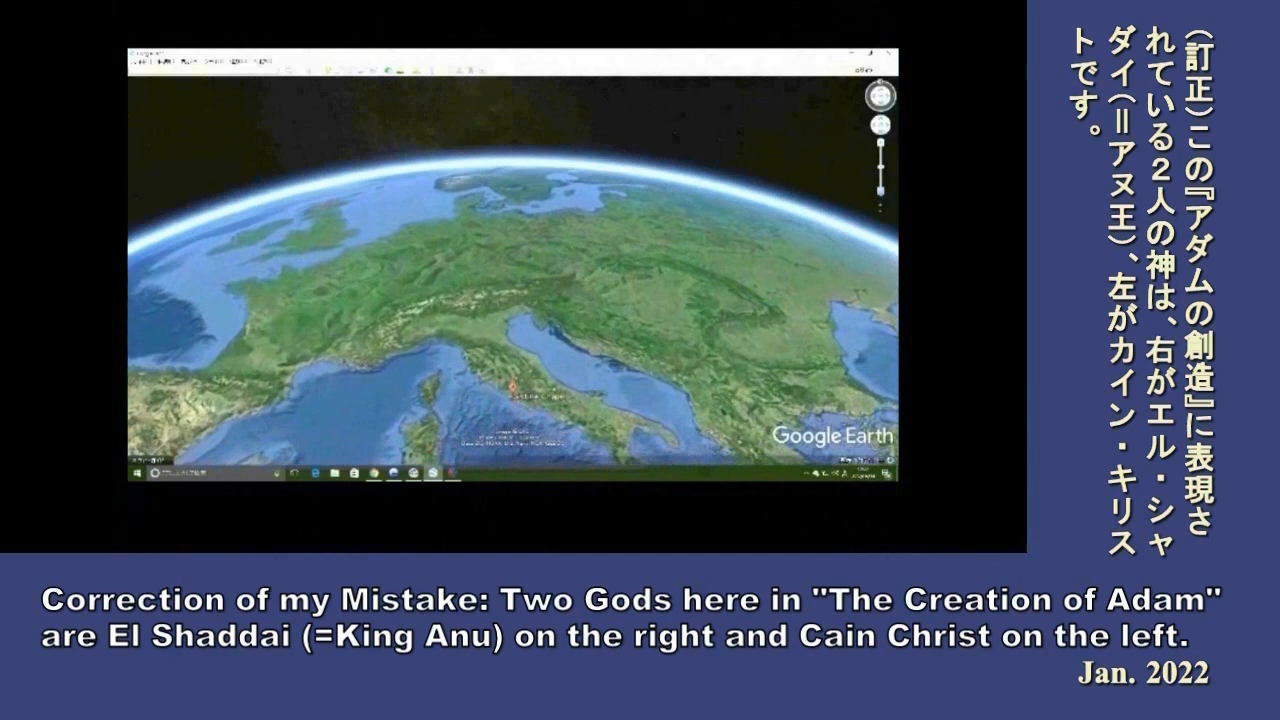 （訂正）この『アダムの創造』に表現さ
れている２人の神は、右がエル・シャ
ダイ（＝アヌ王）、左がカイン・キリス
トです。
Google Earth
Correction of my Mistake: Two Gods here in "The Creation of Adam"
are El Shaddai (=King Anu) on the right and Cain Christ on the left.
Jan. 2022